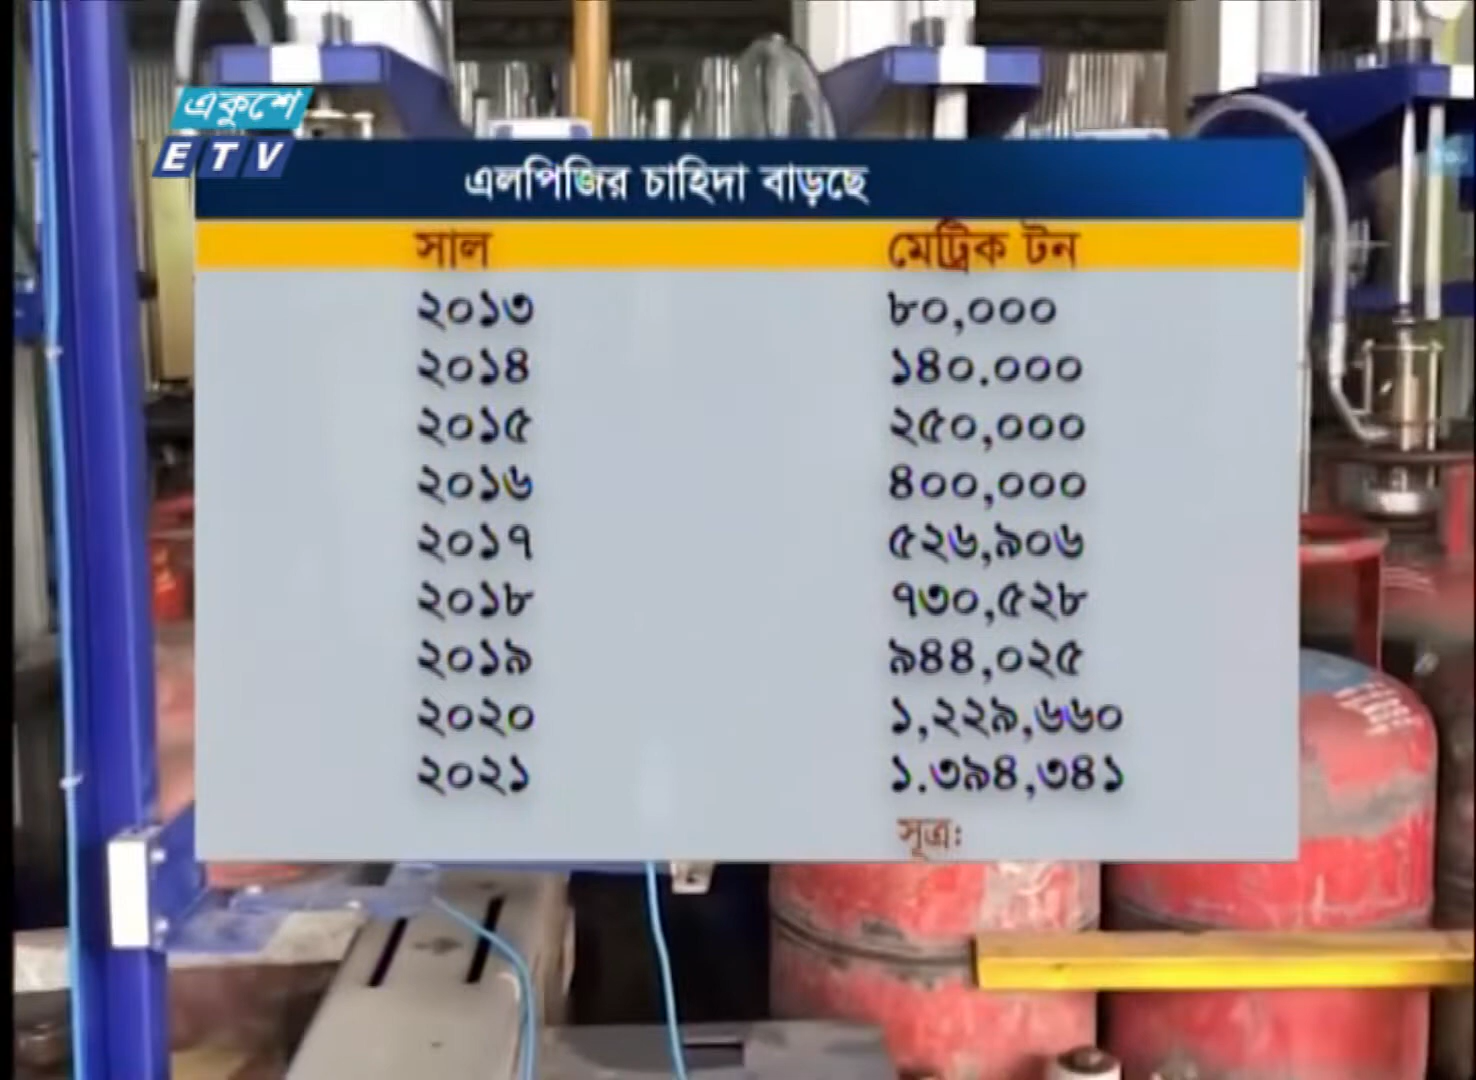 একুশে
ETV
এলপিজির চাহিদা বাড়ছে
সাল মেট্রিক টন
২০১৩ ৮০,০০০
২০১৪ ১৪০.০০০
২০১৫ ২৫০,০০০
২০১৬ ৪০০,০০০
২০১৭ ৫২৬,৯০৬
২০১৮ ৭৩০,৫২৮
২০১৯ ৯৪৪,০২৫
২০২০ ১,২২৯,৬৬০
২০২১ ১.৩৯৪,৩৪১
সূত্র: